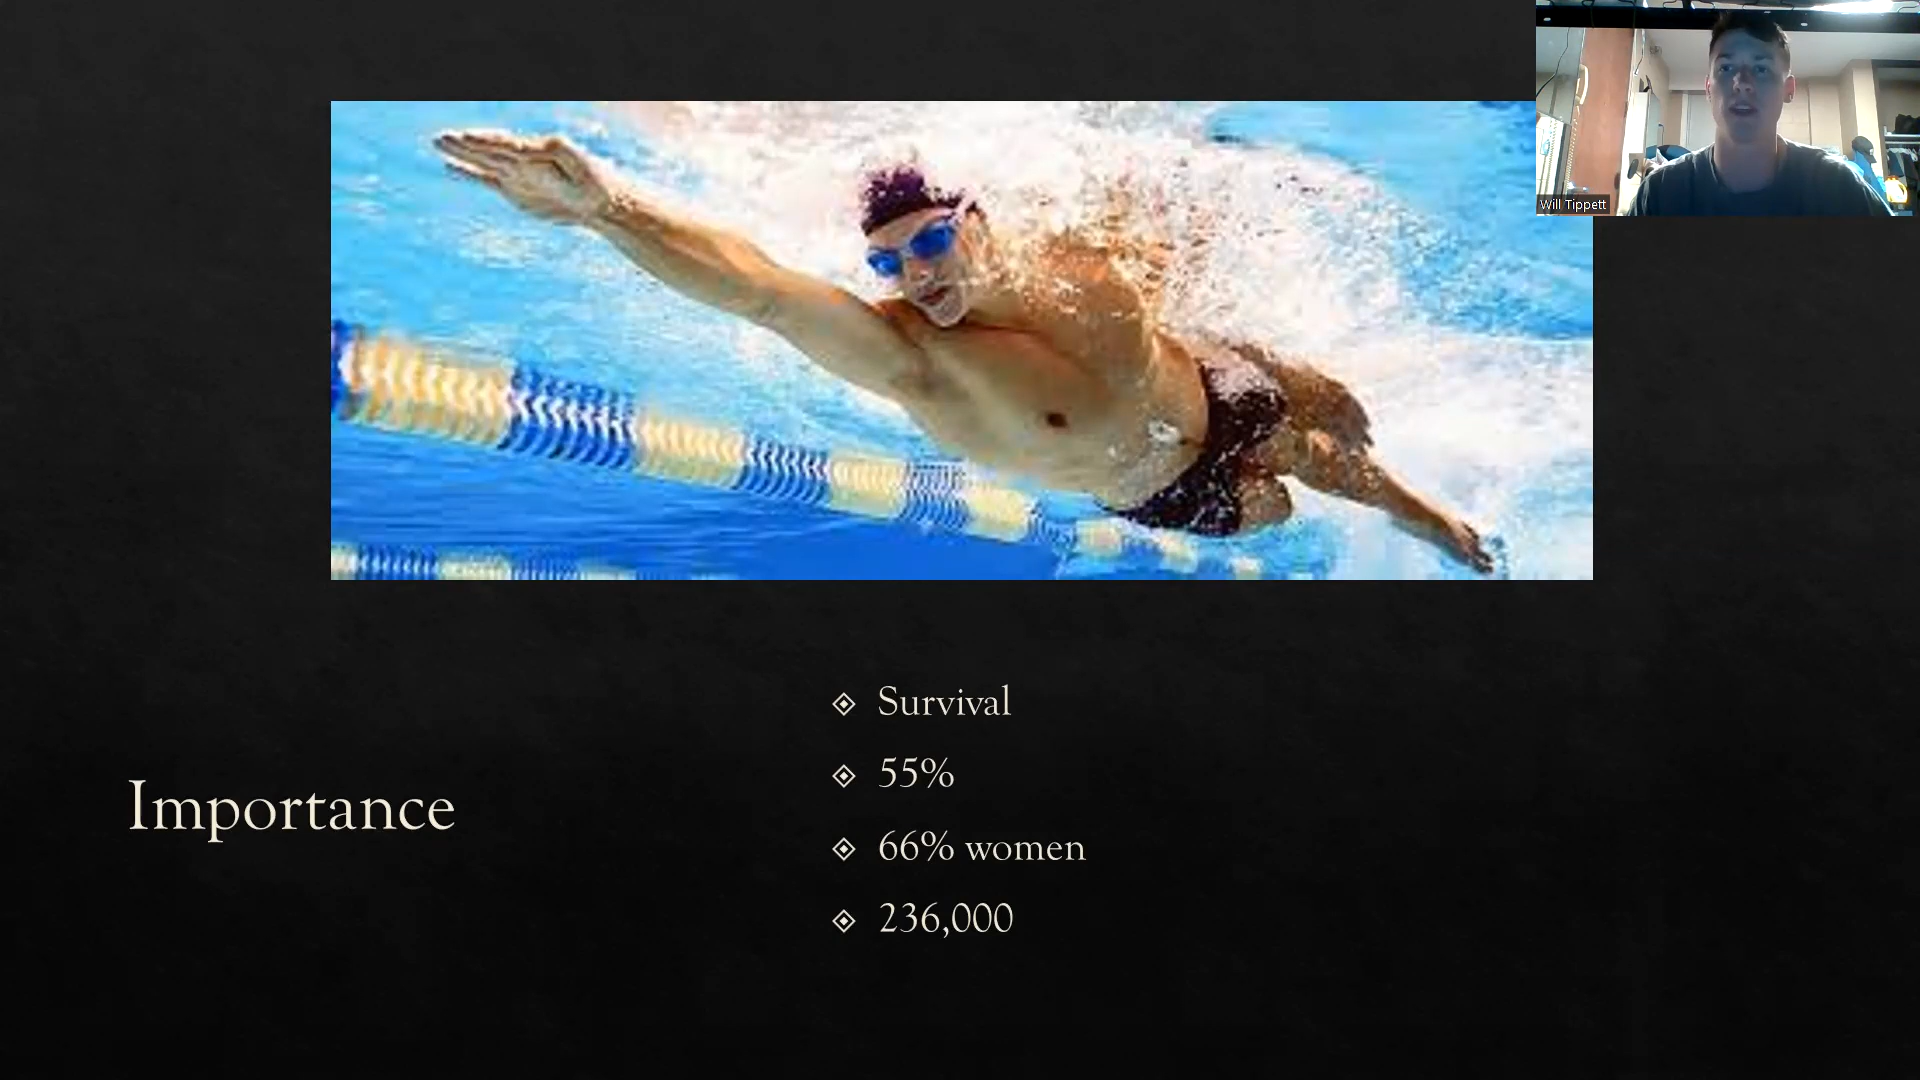 Will Tippett
Importance
Survival
55%
66% women
236,000